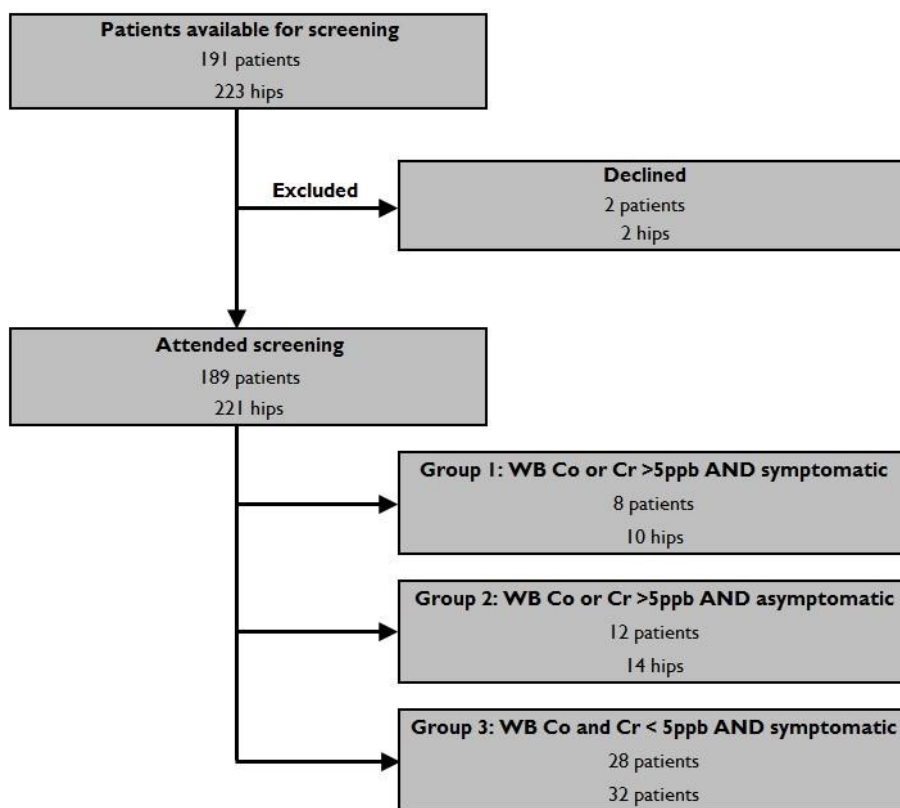 Patients available for screening
191 patients
223 hips
Excluded
Declined
2 patients
2 hips
Attended screening
189 patients
221 hips
Group 1: WB Co or Cr >5ppb AND symptomatic
8 patients
10 hips
Group 2: WB Co or Cr >5ppb AND asymptomatic
12 patients
14 hips
Group 3: WB Co and Cr < 5ppb AND symptomatic
28 patients
32 patients